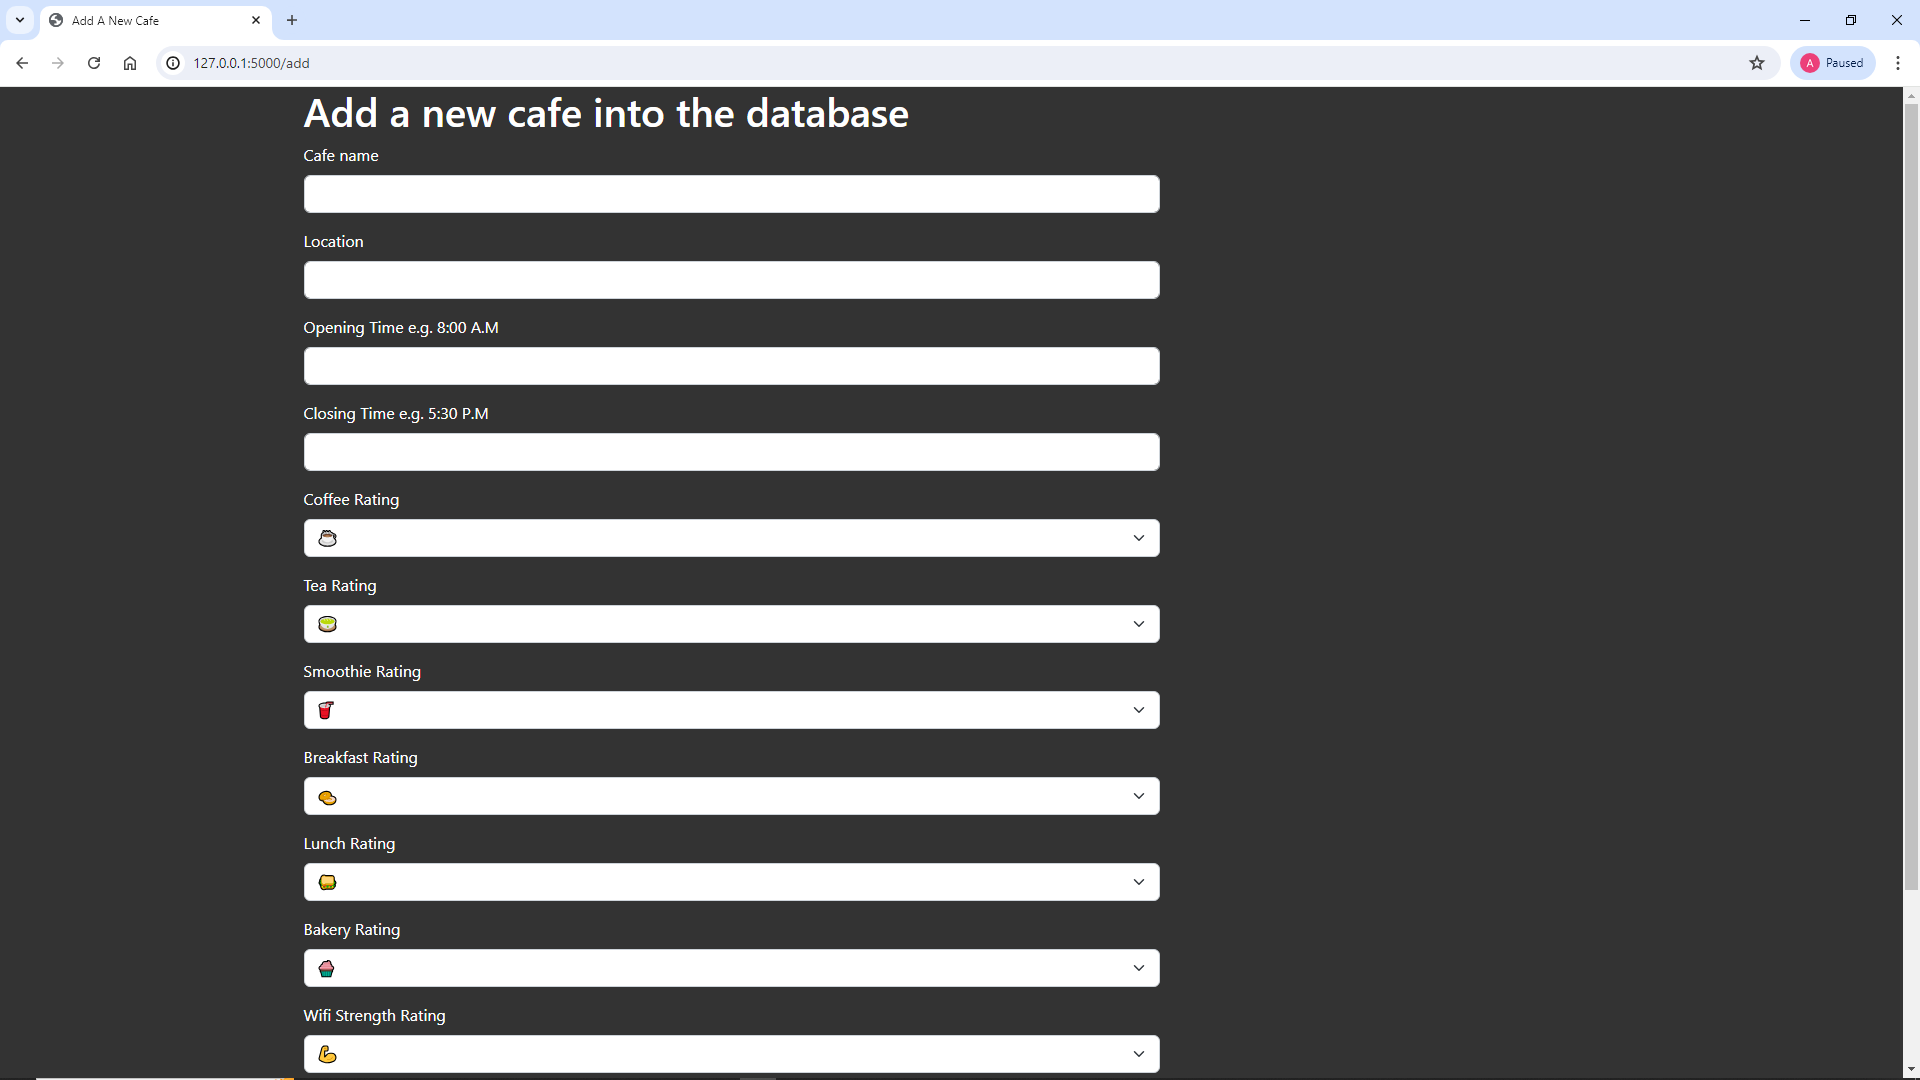 Add A New Cafe
127.0.0.1:5000/add
A Paused
Add a new cafe into the database
Cafe name
Location
Opening Time e.g. 8:00 A.M
Closing Time e.g. 5:30 P.M
Coffee Rating
Tea Rating
Smoothie Rating
Breakfast Rating
Lunch Rating
Bakery Rating
Wifi Strength Rating